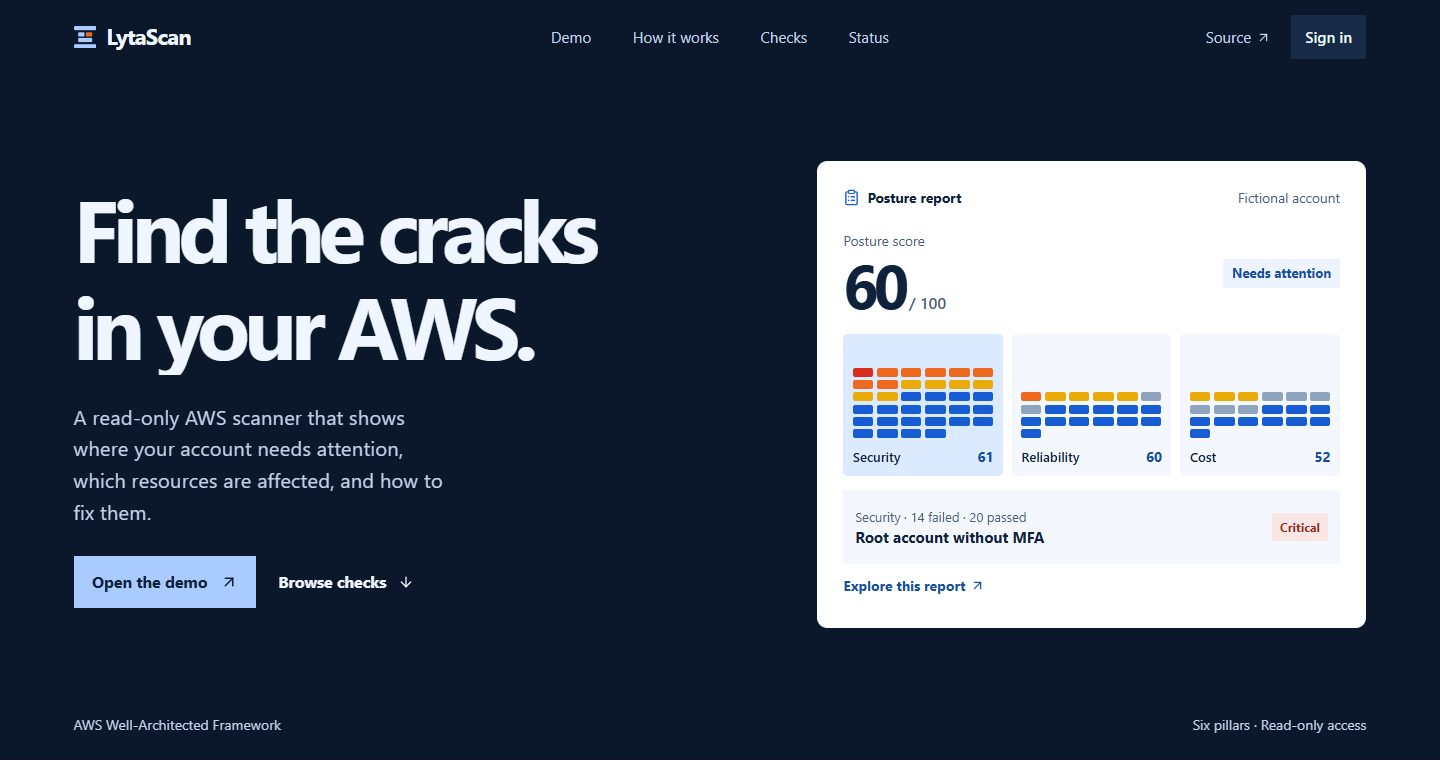 LytaScan
Demo
How it works
Checks
Status
Source
Sign in
Find the cracks
in your AWS.
A read-only AWS scanner that shows
where your account needs attention,
which resources are affected, and how to
fix them.
Open the demo
Browse checks
Posture report
Fictional account
Posture score
60 / 100
Needs attention
Security 61
Reliability 60
Cost 52
Security · 14 failed · 20 passed
Root account without MFA
Critical
Explore this report
AWS Well-Architected Framework
Six pillars · Read-only access